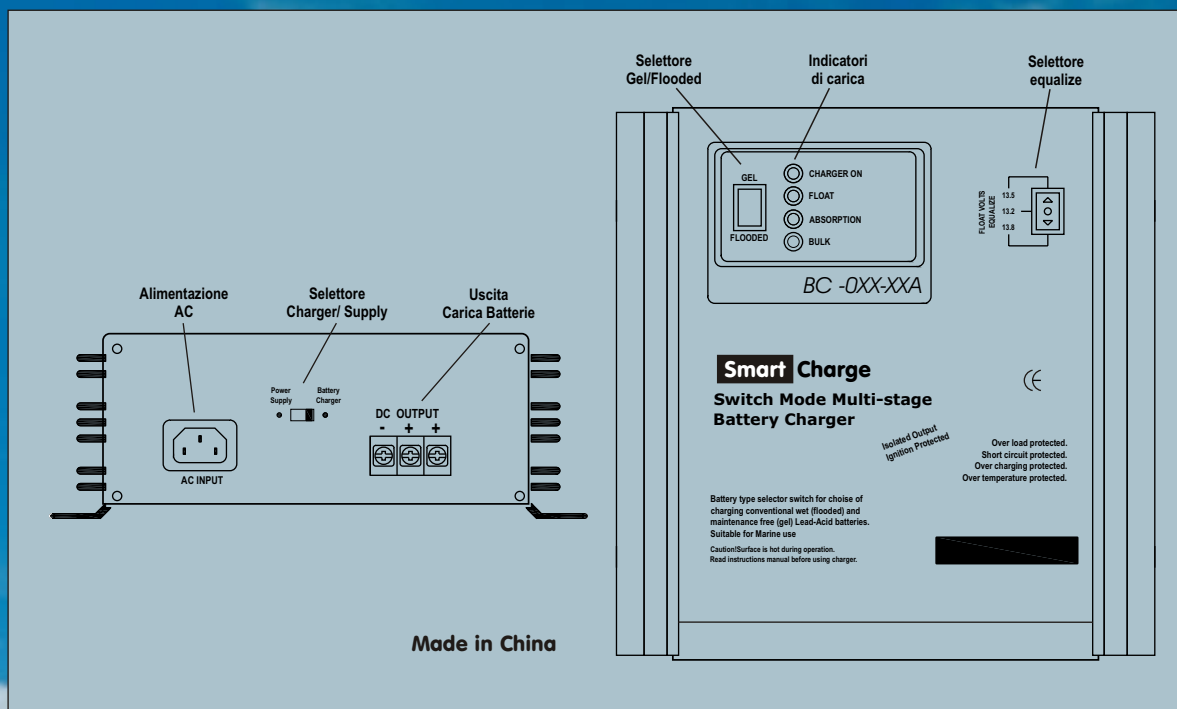 Selettore
Gel/Flooded
Indicatori
di carica
Selettore
equalize
GEL
FLOODED
CHARGER ON
FLOAT
ABSORPTION
BULK
FLOAT VOLTS
EQUALIZE
13.5
13.2
13.8
BC -0XX-XXA
Alimentazione
AC
Selettore
Charger/ Supply
Uscita
Carica Batterie
Power
Supply
Battery
Charger
DC OUTPUT
- + +
AC INPUT
Smart Charge
CE
Switch Mode Multi-stage
Battery Charger
Isolated Output
Ignition Protected
Over load protected.
Short circuit protected.
Over charging protected.
Over temperature protected.
Battery type selector switch for choise of
charging conventional wet (flooded) and
maintenance free (gel) Lead-Acid batteries.
Suitable for Marine use
Caution!Surface is hot during operation.
Read instructions manual before using charger.
Made in China